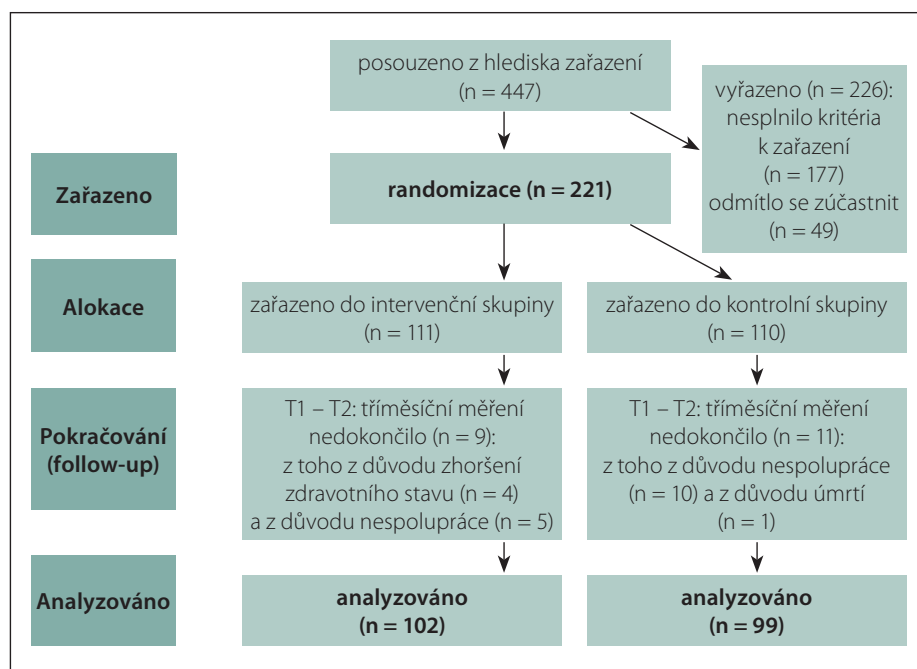 posouzeno z hlediska zařazení
(n = 447)
vyřazeno (n = 226):
nesplnilo kritéria
k zařazení
(n = 177)
odmítlo se zúčastnit
(n = 49)
Zařazeno
randomizace (n = 221)
Alokace
zařazeno do intervenční skupiny
(n = 111)
zařazeno do kontrolní skupiny
(n = 110)
Pokračování
(follow-up)
T1 – T2: tříměsíční měření
nedokončilo (n = 9):
z toho z důvodu zhoršení
zdravotního stavu (n = 4)
a z důvodu nespolupráce (n = 5)
T1 – T2: tříměsíční měření
nedokončilo (n = 11):
z toho z důvodu nespolupráce
(n = 10) a z důvodu úmrtí
(n = 1)
Analyzováno
analyzováno
(n = 102)
analyzováno
(n = 99)